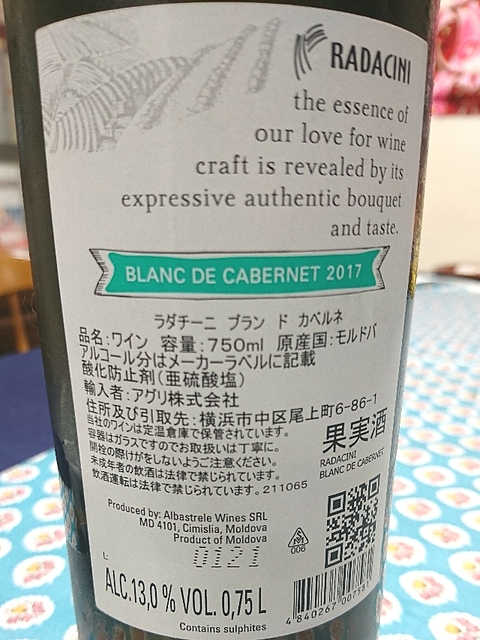 RADACINI
the essence of
our love for wine
craft is revealed by its
expressive authentic bouquet
and taste.
BLANC DE CABERNET 2017
ラダチーニ ブラン ド カベルネ
品名:ワイン 容量:750ml 原産国:モルドバ
アルコール分はメーカーラベルに記載
酸化防止剤(亜硫酸塩)
輸入者:アグリ株式会社
住所及び引取先:横浜市中区尾上町6-86-1
当社のワインは定温倉庫で保管されています。
容器はガラスですのでお取扱いは丁寧に。
開栓の際けがをしないようご注意ください。
未成年者の飲酒は法律で禁じられています。
飲酒運転は法律で禁じられています。211065
果実酒
RADACINI
BLANC DE CABERNET
Produced by: Albastrele Wines SRL
MD 4101, Cimislia, Moldova
Product of Moldova
006
L:
0121
ALC.13,0 % VOL. 0,75 L
Contains sulphites